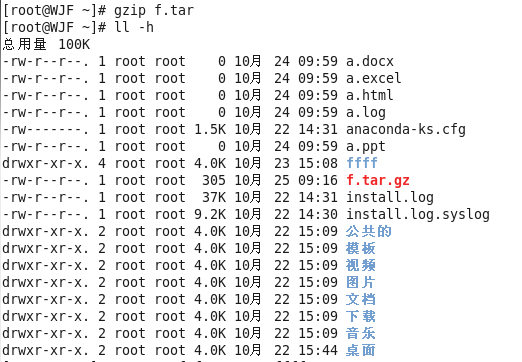 [root@WJF ~]# gzip f.tar
[root@WJF ~]# ll -h
总用量 100K
-rw-r--r--. 1 root root    0 10月  24 09:59 a.docx
-rw-r--r--. 1 root root    0 10月  24 09:59 a.excel
-rw-r--r--. 1 root root    0 10月  24 09:59 a.html
-rw-r--r--. 1 root root    0 10月  24 09:59 a.log
-rw-------. 1 root root 1.5K 10月  22 14:31 anaconda-ks.cfg
-rw-r--r--. 1 root root    0 10月  24 09:59 a.ppt
drwxr-xr-x. 4 root root 4.0K 10月  23 15:08 ffff
-rw-r--r--. 1 root root  305 10月  25 09:16 f.tar.gz
-rw-r--r--. 1 root root  37K 10月  22 14:31 install.log
-rw-r--r--. 1 root root 9.2K 10月  22 14:30 install.log.syslog
drwxr-xr-x. 2 root root 4.0K 10月  22 15:09 公共的
drwxr-xr-x. 2 root root 4.0K 10月  22 15:09 模板
drwxr-xr-x. 2 root root 4.0K 10月  22 15:09 视频
drwxr-xr-x. 2 root root 4.0K 10月  22 15:09 图片
drwxr-xr-x. 2 root root 4.0K 10月  22 15:09 文档
drwxr-xr-x. 2 root root 4.0K 10月  22 15:09 下载
drwxr-xr-x. 2 root root 4.0K 10月  22 15:09 音乐
drwxr-xr-x. 2 root root 4.0K 10月  22 15:44 桌面